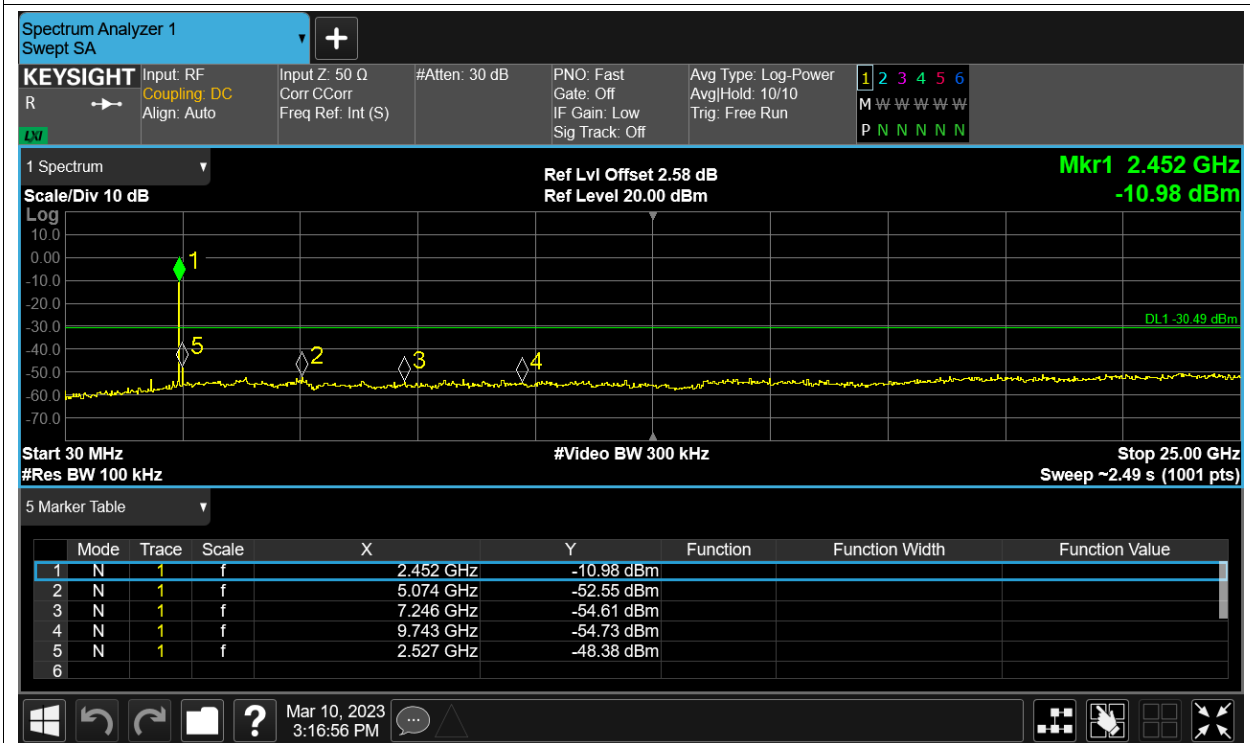 Spectrum Analyzer 1
Swept SA
KEYSIGHT Input: RF Input Z: 50 Ω #Atten: 30 dB PNO: Fast Avg Type: Log-Power 1 2 3 4 5 6
R Coupling: DC Corr CCorr Gate: Off Avg|Hold: 10/10 M W W W W W
Align: Auto Freq Ref: Int (S) IF Gain: Low Trig: Free Run
LXI Sig Track: Off P N N N N N
1 Spectrum Ref Lvl Offset 2.58 dB Mkr1 2.452 GHz
Scale/Div 10 dB Ref Level 20.00 dBm -10.98 dBm
Log
10.0
0.00 1
-10.0
-20.0
-30.0 DL1 -30.49 dBm
-40.0 5 2 3 4
-50.0
-60.0
-70.0
Start 30 MHz #Video BW 300 kHz Stop 25.00 GHz
#Res BW 100 kHz Sweep ~2.49 s (1001 pts)
5 Marker Table
Mode Trace Scale X Y Function Function Width Function Value
1 N 1 f 2.452 GHz -10.98 dBm
2 N 1 f 5.074 GHz -52.55 dBm
3 N 1 f 7.246 GHz -54.61 dBm
4 N 1 f 9.743 GHz -54.73 dBm
5 N 1 f 2.527 GHz -48.38 dBm
6
? Mar 10, 2023
3:16:56 PM